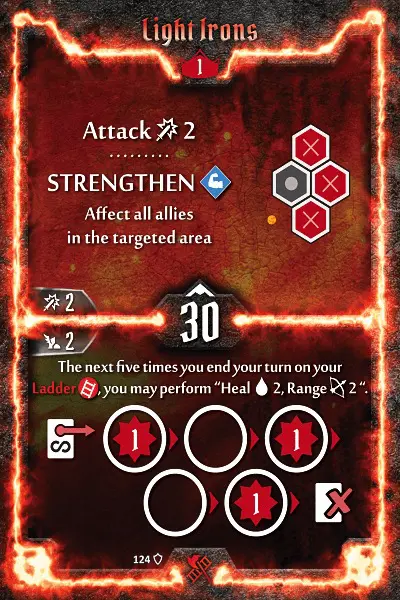 Light Irons
1
Attack 2
STRENGTHEN
Affect all allies
in the targeted area
2
30
2
The next five times you end your turn on your
Ladder, you may perform “Heal 2, Range 2“.
S 1 1
1
124